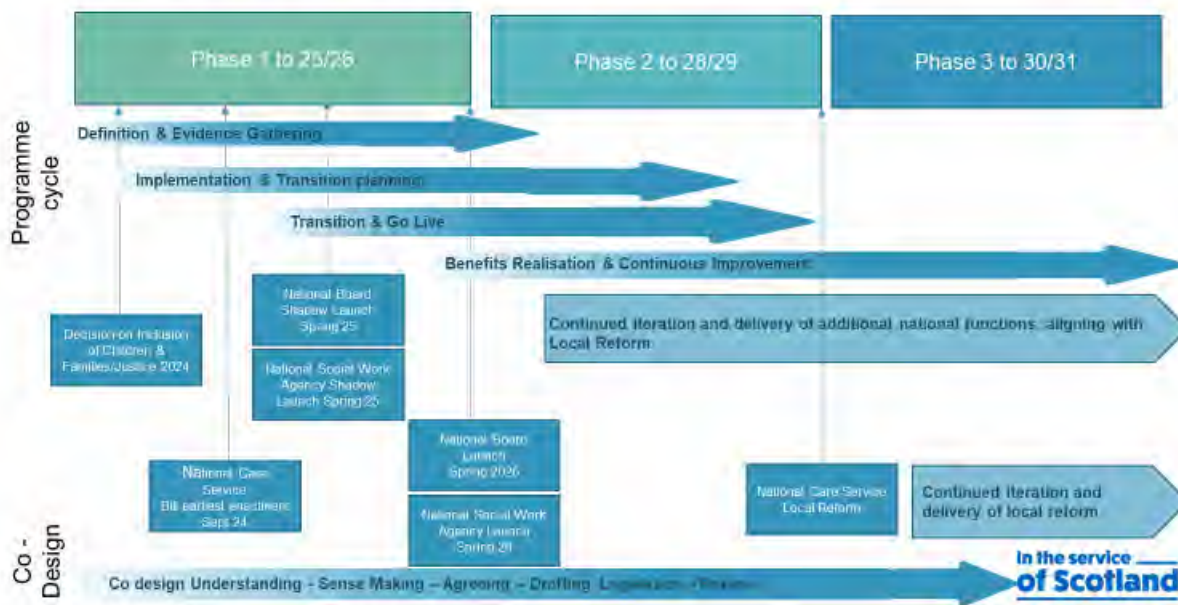 Phase 1 to 25/26
Phase 2 to 28/29
Phase 3 to 30/31
Programme
cycle
Definition & Evidence Gathering
Implementation & Transition planning
Transition & Go Live
Benefits Realisation & Continuous Improvement
National Board
Shadow Launch
Spring 25
National Social Work
Agency Shadow
Launch Spring 25
Decision on Inclusion
of Children &
Families/Justice 2024
Continued iteration and delivery of additional national functions, aligning with
Local Reform
National Care
Service
Bill earliest enactment
Sept 24
National Board
Launch
Spring 2026
National Social Work
Agency Launch
Spring 26
National Care Service
Local Reform
Continued iteration and
delivery of local reform
Co -
Design
Co design Understanding - Sense Making – Agreeing – Drafting
In the service
of Scotland